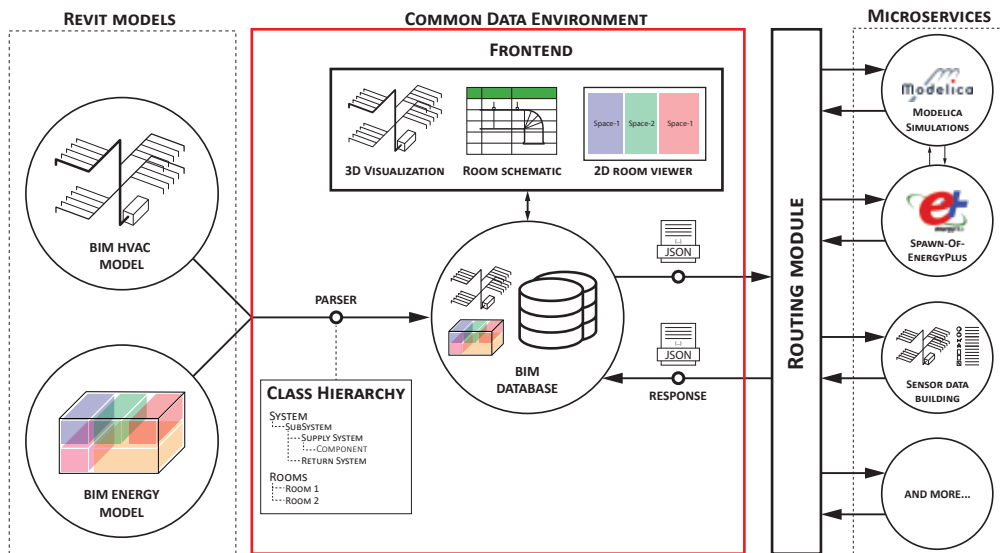 Revit models
BIM HVAC
MODEL
BIM ENERGY
MODEL
Common Data Environment
Frontend
3D Visualization
Room schematic
Space-1
Space-2
Space-1
2D room viewer
parser
Class Hierarchy
System
SubSystem
Supply System
Component
Return System
Rooms
Room 1
Room 2
BIM
database
JSON
JSON
response
Routing module
Microservices
Modelica
Modelica
Simulations
e+
Spawn-Of-
EnergyPlus
Sensor data
building
and more...